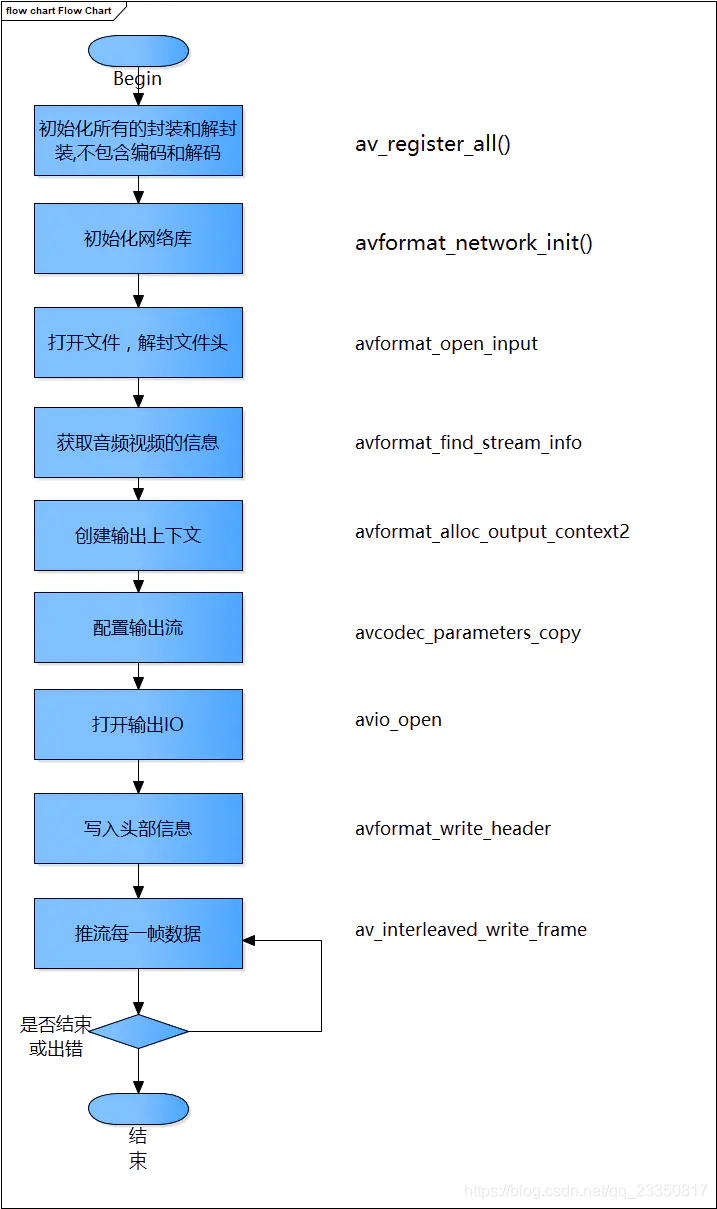 flow chart Flow Chart
Begin
初始化所有的封装和解封
装,不包含编码和解码
av_register_all()
初始化网络库
avformat_network_init()
打开文件，解封文件头
avformat_open_input
获取音频视频的信息
avformat_find_stream_info
创建输出上下文
avformat_alloc_output_context2
配置输出流
avcodec_parameters_copy
打开输出IO
avio_open
写入头部信息
avformat_write_header
推流每一帧数据
av_interleaved_write_frame
是否结束
或出错
结
束
https://blog.csdn.net/qq_23350817